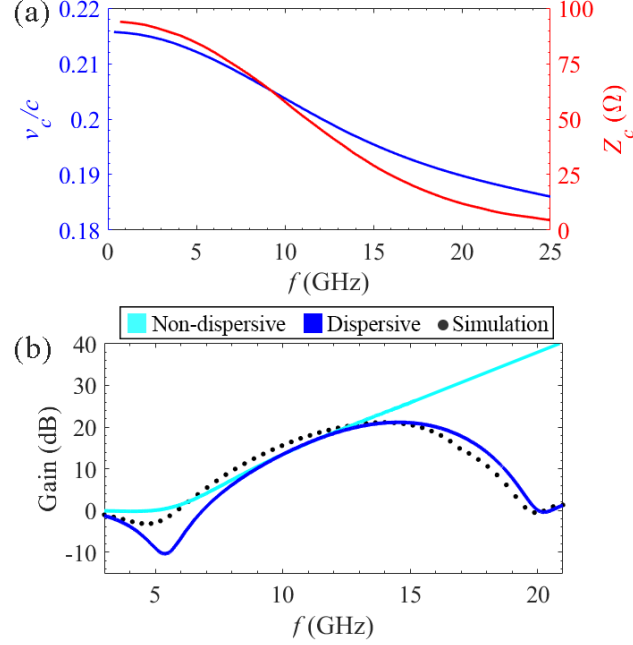 (a)
0.22
0.21
0.2
0.19
0.18
v_c/c
100
75
50
25
0
Z_c (Ω)
0 5 10 15 20 25
f (GHz)
Non-dispersive Dispersive Simulation
(b)
40
30
20
10
0
-10
Gain (dB)
5 10 15 20
f (GHz)